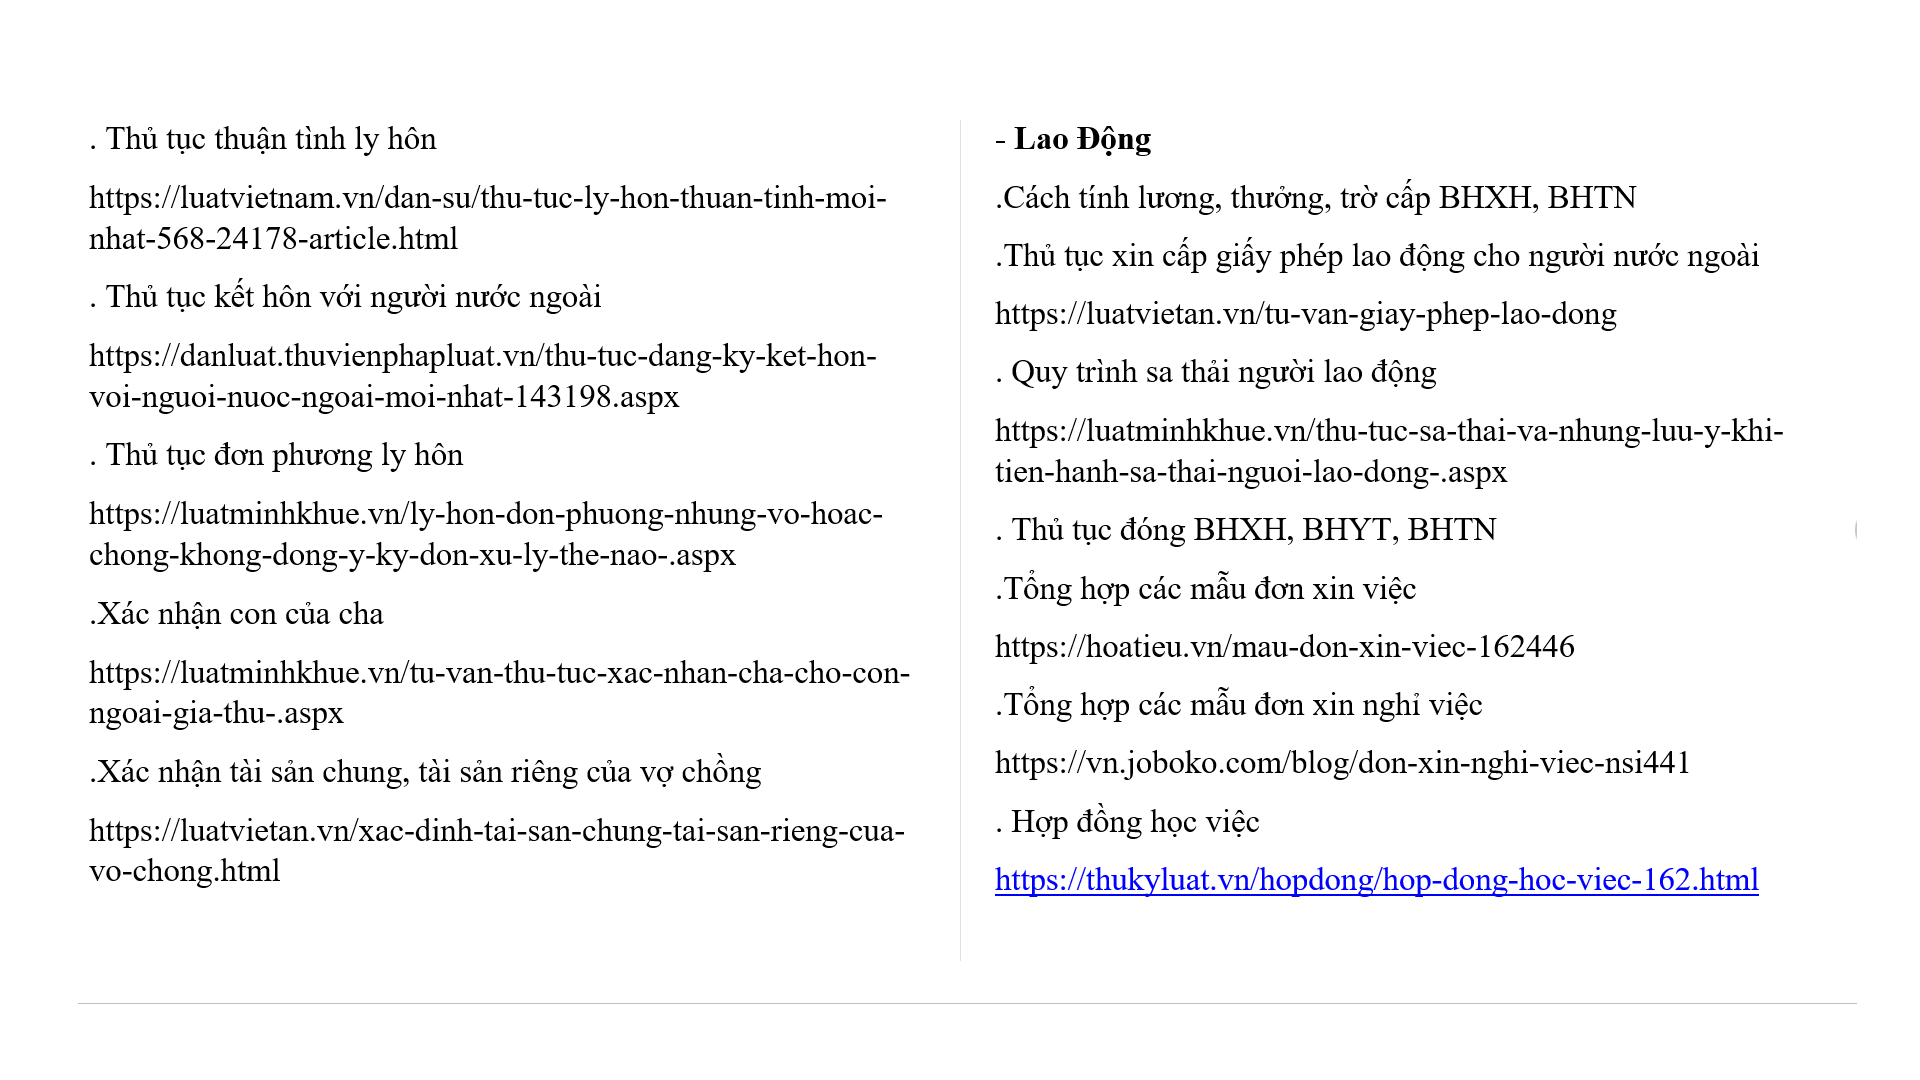 . Thủ tục thuận tình ly hôn
https://luatvietnam.vn/dan-su/thu-tuc-ly-hon-thuan-tinh-moi-
nhat-568-24178-article.html
. Thủ tục kết hôn với người nước ngoài
https://danluat.thuvienphapluat.vn/thu-tuc-dang-ky-ket-hon-
voi-nguoi-nuoc-ngoai-moi-nhat-143198.aspx
. Thủ tục đơn phương ly hôn
https://luatminhkhue.vn/ly-hon-don-phuong-nhung-vo-hoac-
chong-khong-dong-y-ky-don-xu-ly-the-nao-.aspx
.Xác nhận con của cha
https://luatminhkhue.vn/tu-van-thu-tuc-xac-nhan-cha-cho-con-
ngoai-gia-thu-.aspx
.Xác nhận tài sản chung, tài sản riêng của vợ chồng
https://luatvietan.vn/xac-dinh-tai-san-chung-tai-san-rieng-cua-
vo-chong.html
- Lao Động
.Cách tính lương, thưởng, trờ cấp BHXH, BHTN
.Thủ tục xin cấp giấy phép lao động cho người nước ngoài
https://luatvietan.vn/tu-van-giay-phep-lao-dong
. Quy trình sa thải người lao động
https://luatminhkhue.vn/thu-tuc-sa-thai-va-nhung-luu-y-khi-
tien-hanh-sa-thai-nguoi-lao-dong-.aspx
. Thủ tục đóng BHXH, BHYT, BHTN
.Tổng hợp các mẫu đơn xin việc
https://hoatieu.vn/mau-don-xin-viec-162446
.Tổng hợp các mẫu đơn xin nghỉ việc
https://vn.joboko.com/blog/don-xin-nghi-viec-nsi441
. Hợp đồng học việc
https://thukyluat.vn/hopdong/hop-dong-hoc-viec-162.html